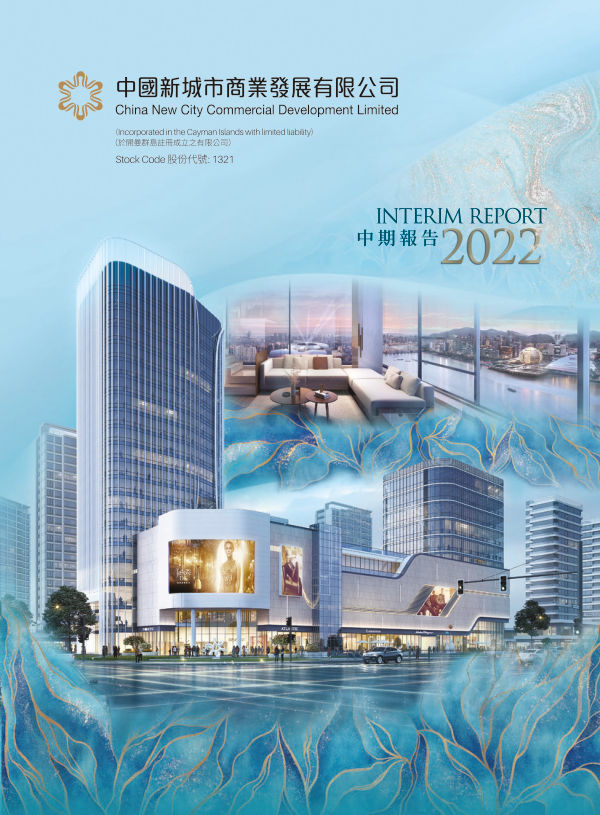 中國新城市商業發展有限公司
China New City Commercial Development Limited
(Incorporated in the Cayman Islands with limited liability)
(於開曼群島註冊成立之有限公司)
Stock Code 股份代號: 1321
INTERIM REPORT
中期報告 2022